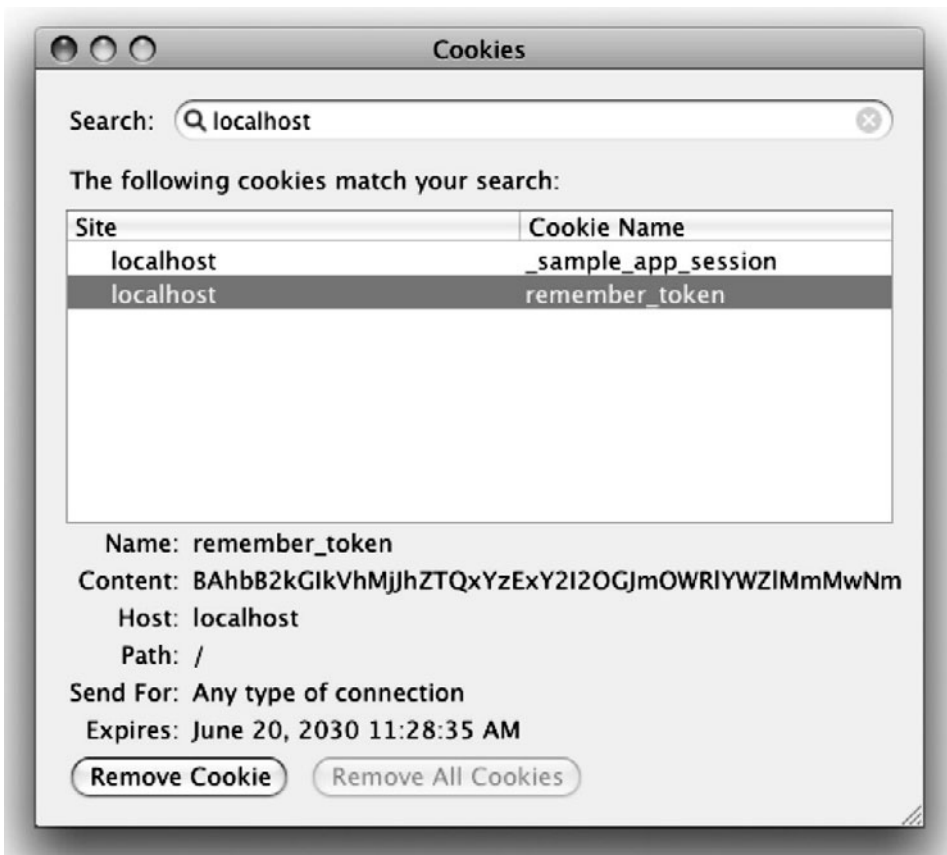 Cookies
Search: localhost
The following cookies match your search:
Site Cookie Name
localhost _sample_app_session
localhost remember_token
Name: remember_token
Content: BAhbB2kGIkVhMjJhZTQxYzExY2I2OGJmOWRlYWZlMmMwNm
Host: localhost
Path: /
Send For: Any type of connection
Expires: June 20, 2030 11:28:35 AM
Remove Cookie Remove All Cookies